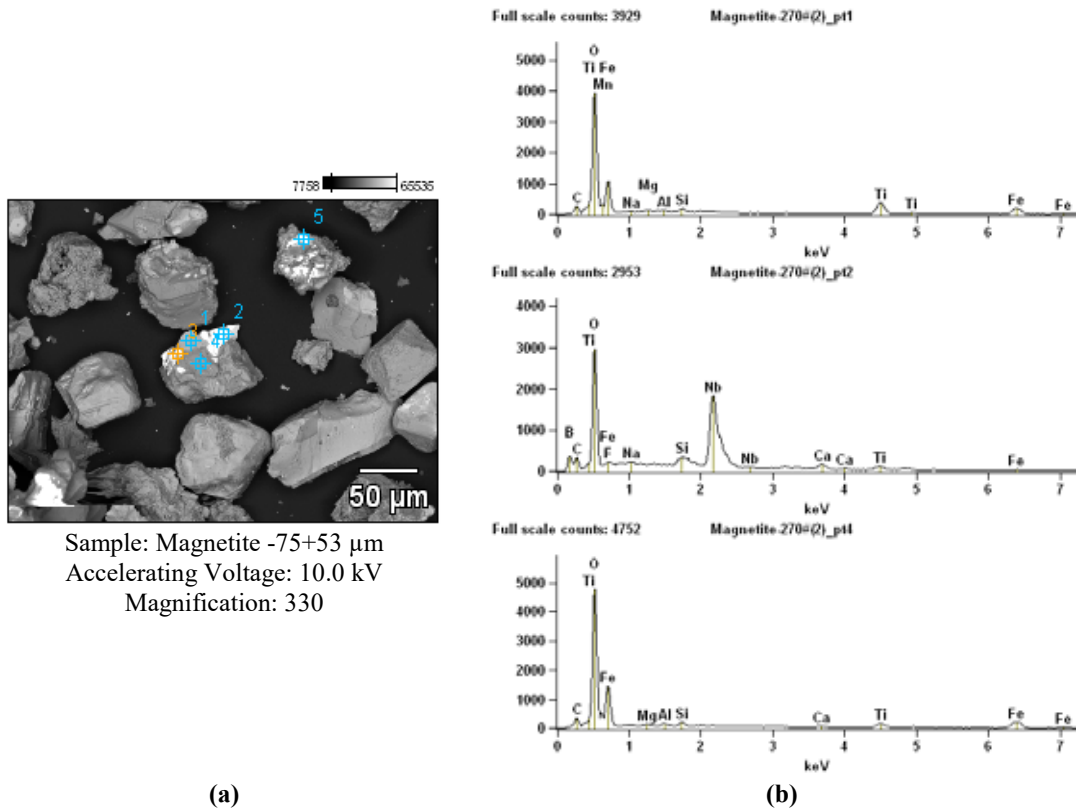 7758 65535
5
1 2
3
4
50 µm
Sample: Magnetite -75+53 µm
Accelerating Voltage: 10.0 kV
Magnification: 330
(a)
Full scale counts: 3929 Magnetite-270#(2)_pt1
5000
4000
3000
2000
1000
0
O
Ti Fe
Mn
C Na Mg Al Si Ti Ti Fe Fe
0 1 2 3 4 5 6 7
keV
Full scale counts: 2953 Magnetite-270#(2)_pt2
4000
3000
2000
1000
0
O
Ti
Nb
B C Fe F Na Si Nb Ca Ca Ti Fe
0 1 2 3 4 5 6 7
keV
Full scale counts: 4752 Magnetite-270#(2)_pt4
5000
4000
3000
2000
1000
0
O
Ti
Fe
C Mg Al Si Ca Ti Fe Fe
0 1 2 3 4 5 6 7
keV
(b)